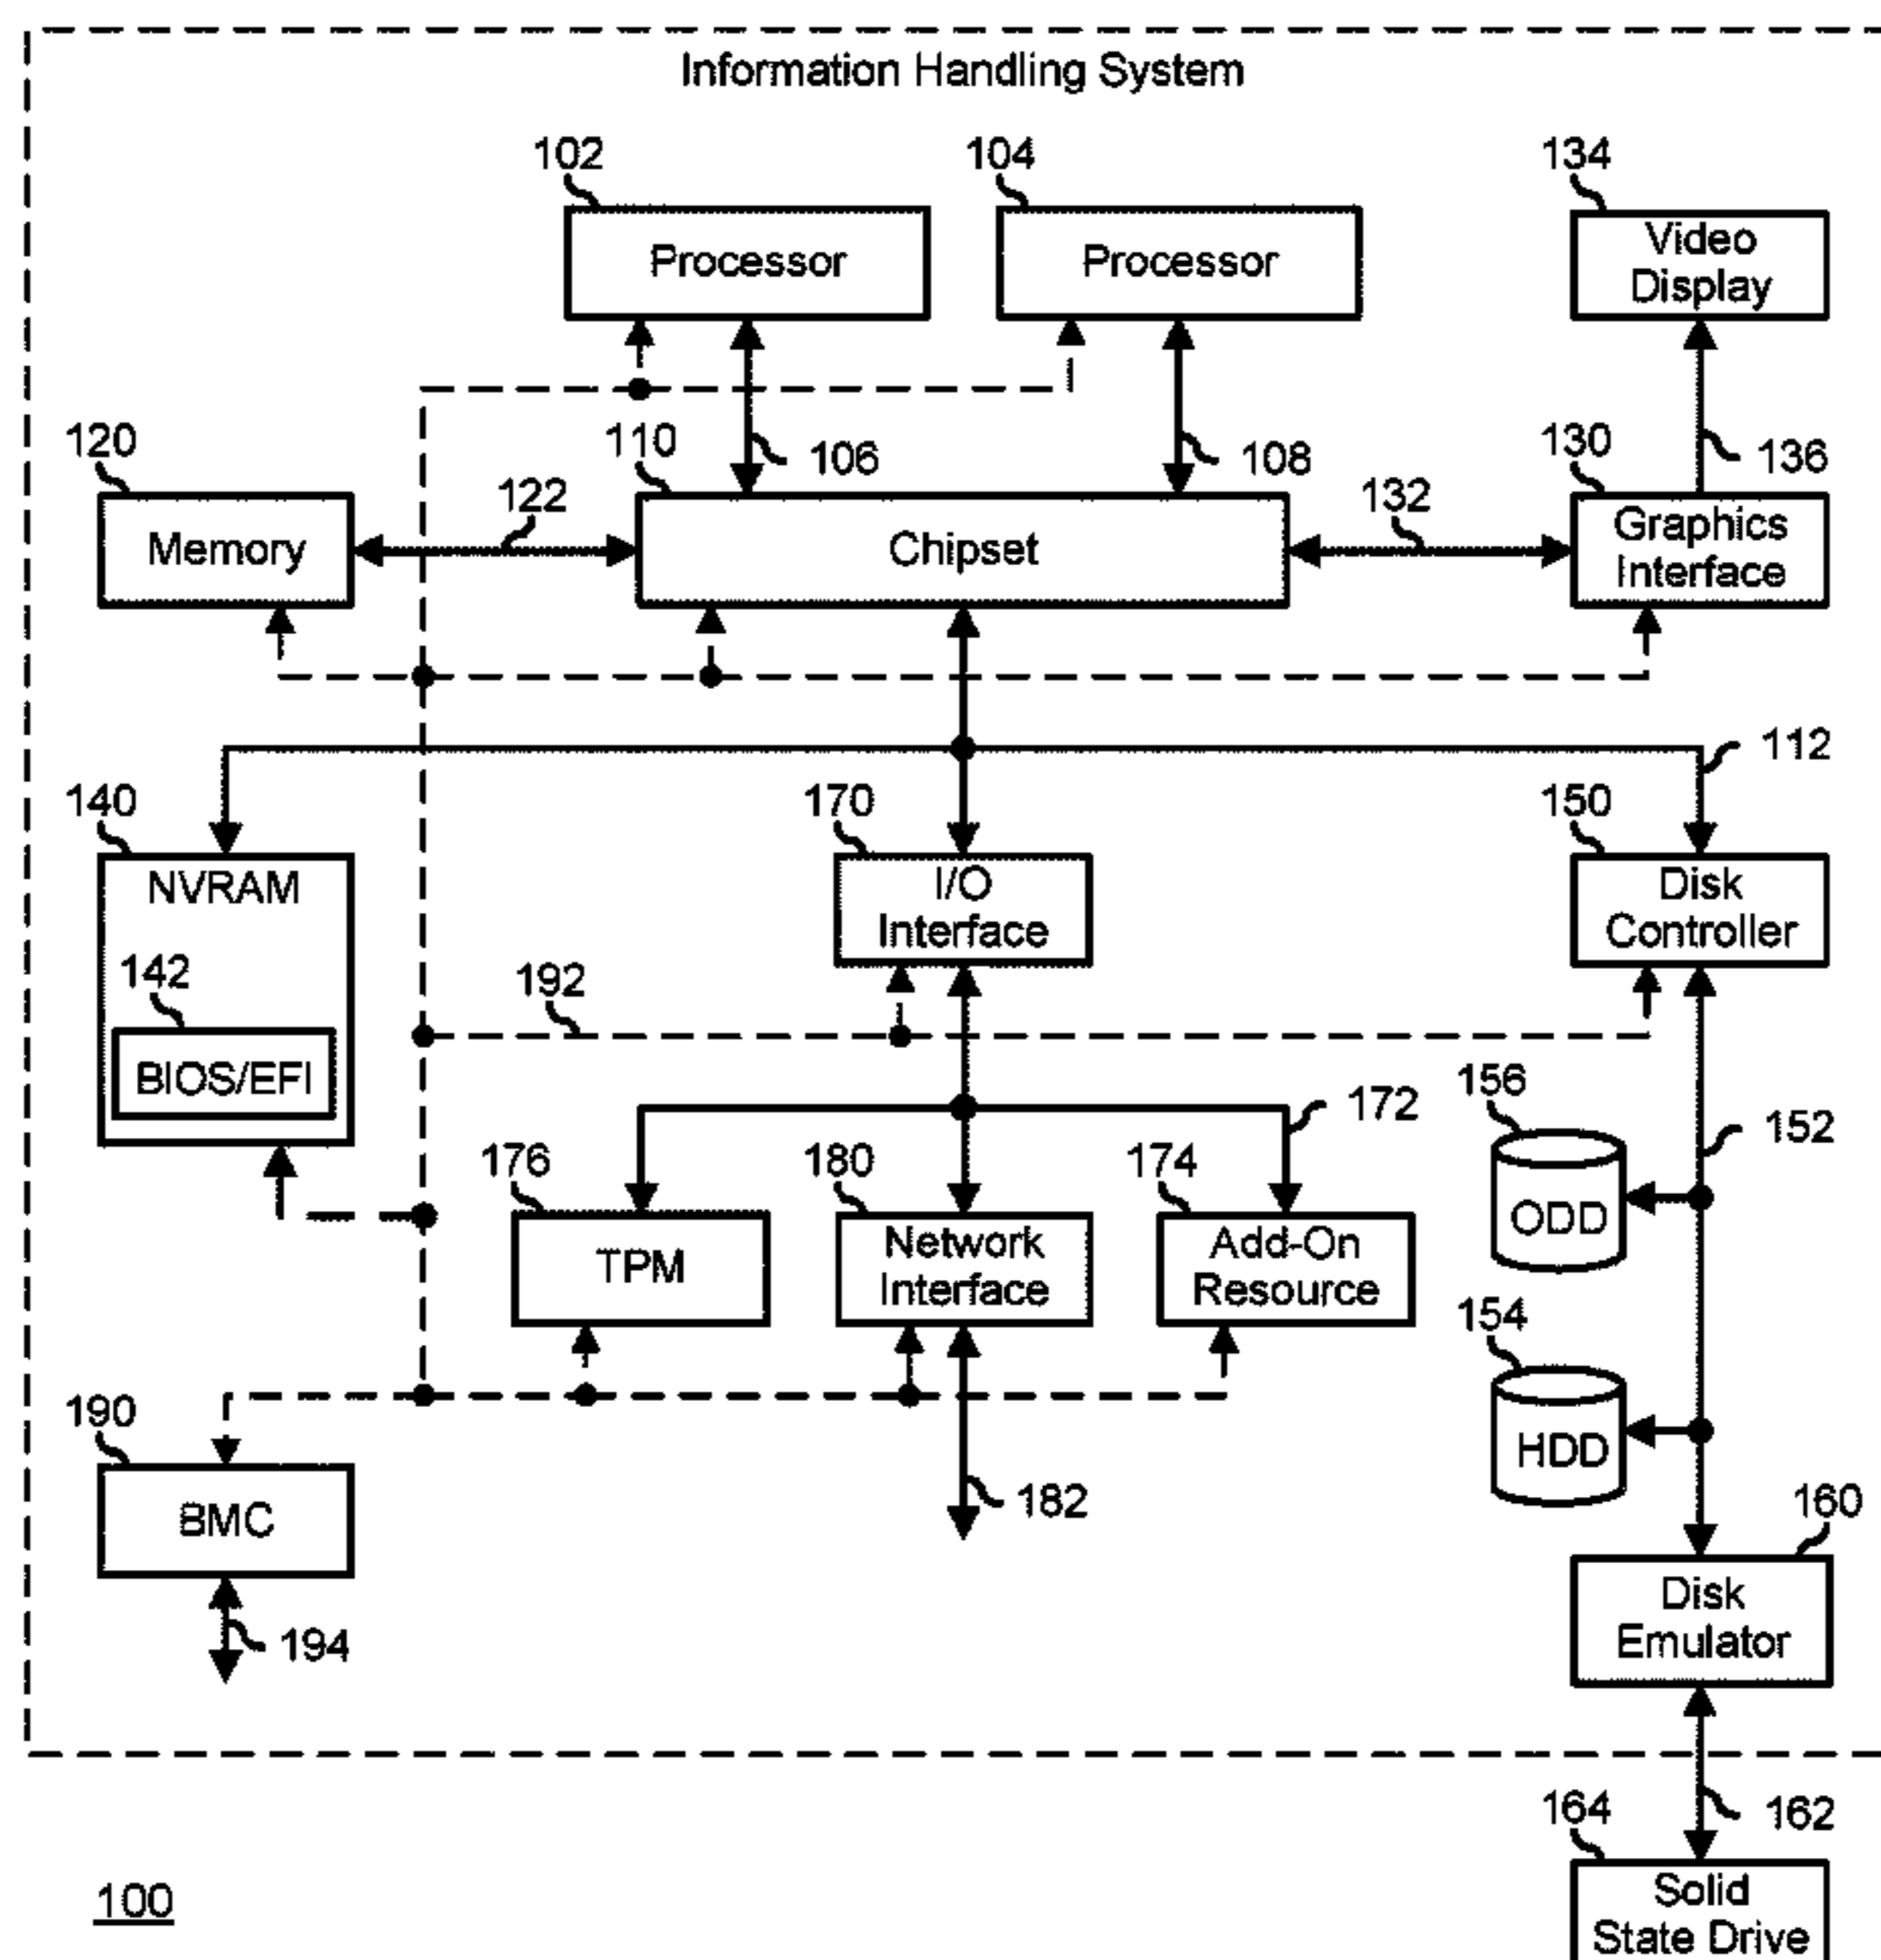 Information Handling System
102
104
134
Processor
Processor
Video
Display
120
110
106
108
130
136
122
132
Memory
Chipset
Graphics
Interface
112
140
170
150
NVRAM
I/O
Interface
Disk
Controller
142
192
BIOS/EFI
156
172
152
176
180
174
ODD
TPM
Network
Interface
Add-On
Resource
154
190
HDD
182
160
BMC
Disk
Emulator
194
164
162
100
Solid
State Drive